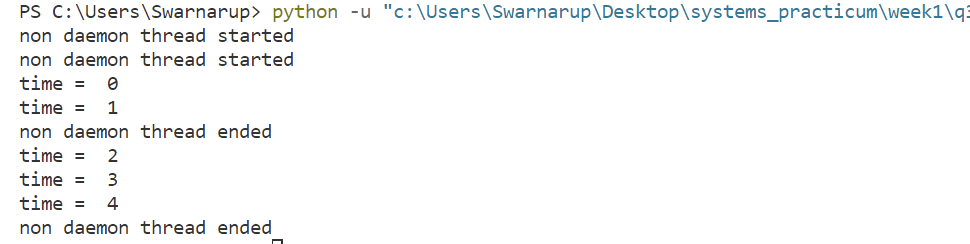 PS C:\Users\Swarnarup> python -u "c:\Users\Swarnarup\Desktop\systems_practicum\week1\q3
non daemon thread started
non daemon thread started
time =  0
time =  1
non daemon thread ended
time =  2
time =  3
time =  4
non daemon thread ended